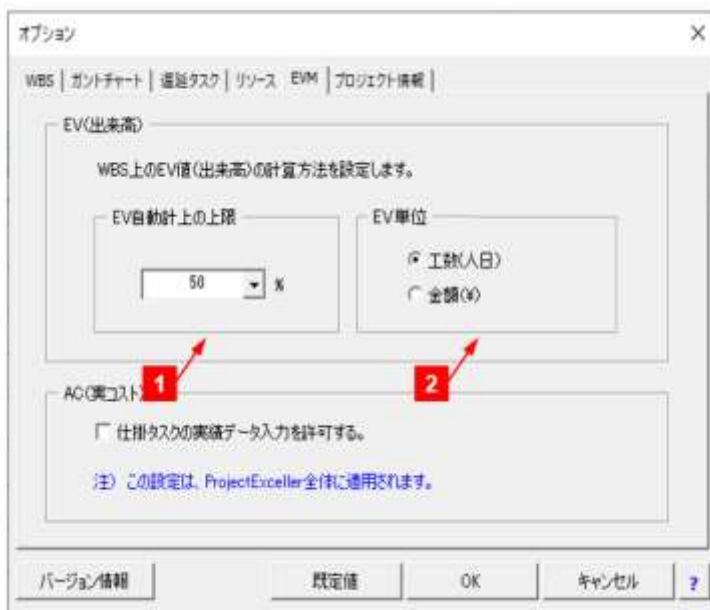 オプション
WBS ガントチャート 遅延タスク リソース EVM プロジェクト情報
EV(出来高)
WBS上のEV値(出来高)の計算方法を設定します。
EV自動計上の上限
EV単位
50 %
工数(人日)
金額(¥)
1
2
AC(実コスト)
仕掛タスクの実績データ入力を許可する。
注) この設定は、ProjectExceller全体に適用されます。
バージョン情報 既定値 OK キャンセル ?